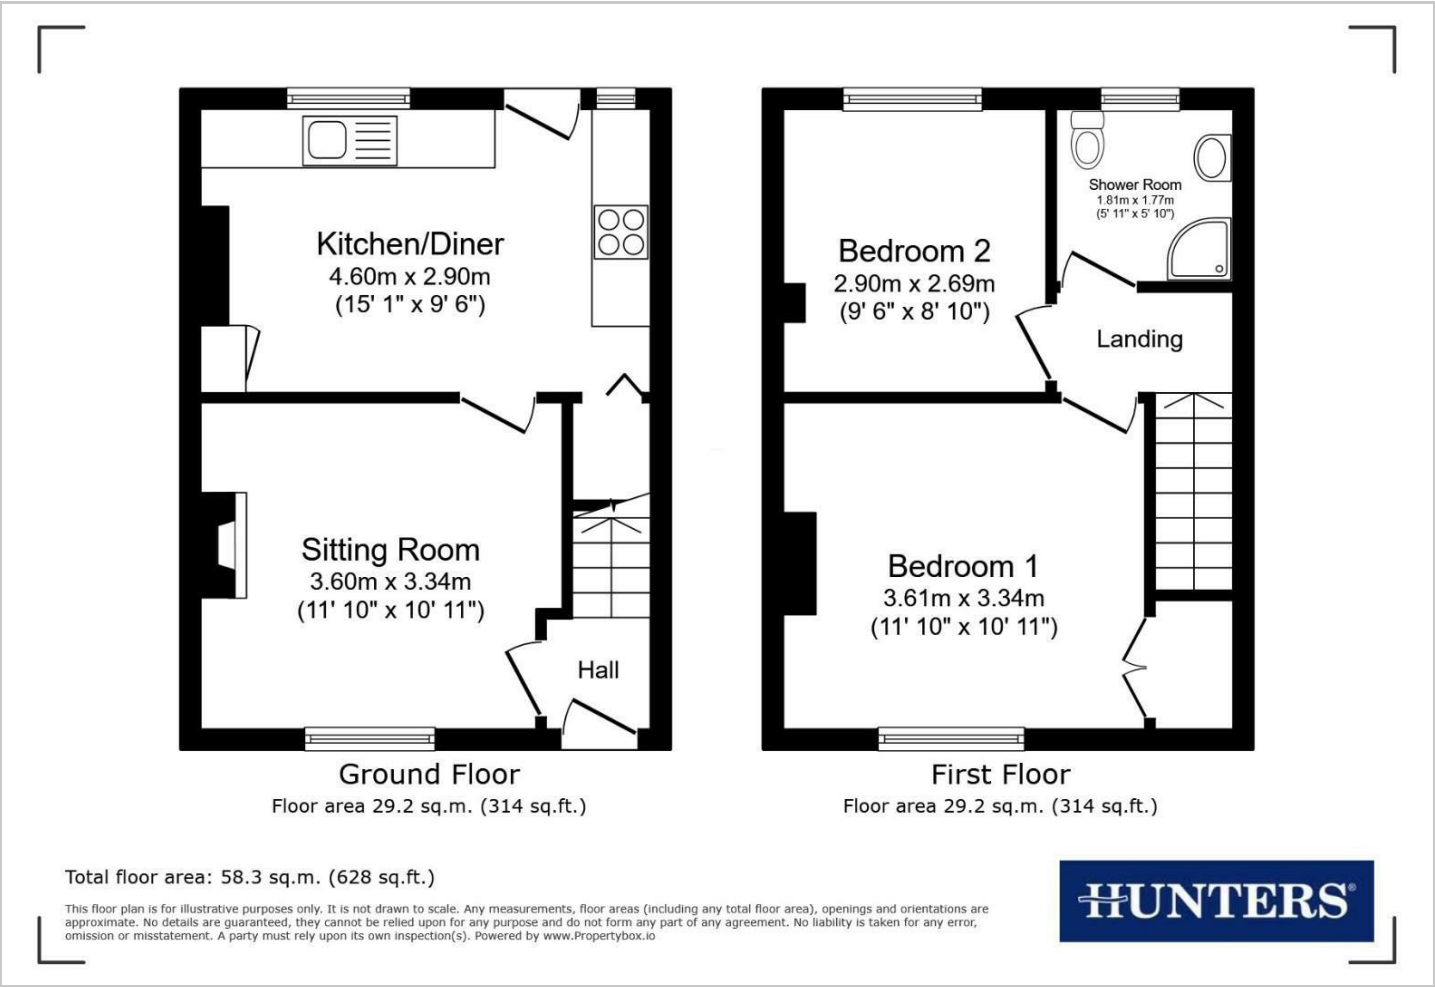 Kitchen/Diner
4.60m x 2.90m
(15' 1" x 9' 6")
Sitting Room
3.60m x 3.34m
(11' 10" x 10' 11")
Hall
Ground Floor
Floor area 29.2 sq.m. (314 sq.ft.)
Shower Room
1.81m x 1.77m
(5' 11" x 5' 10")
Bedroom 2
2.90m x 2.69m
(9' 6" x 8' 10")
Landing
Bedroom 1
3.61m x 3.34m
(11' 10" x 10' 11")
First Floor
Floor area 29.2 sq.m. (314 sq.ft.)
Total floor area: 58.3 sq.m. (628 sq.ft.)
This floor plan is for illustrative purposes only. It is not drawn to scale. Any measurements, floor areas (including any total floor area), openings and orientations are
approximate. No details are guaranteed, they cannot be relied upon for any purpose and do not form any part of any agreement. No liability is taken for any error,
omission or misstatement. A party must rely upon its own inspection(s). Powered by www.Propertybox.io
HUNTERS®